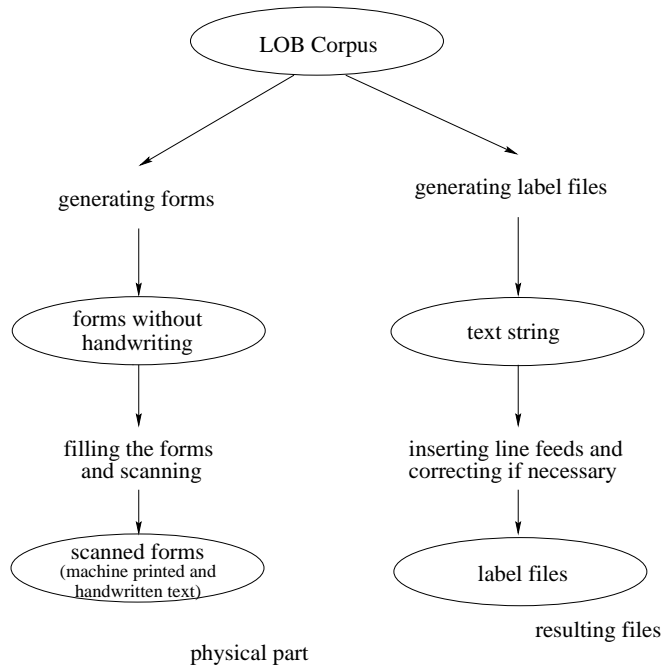 LOB Corpus
generating forms
generating label files
forms without
handwriting
text string
filling the forms
and scanning
inserting line feeds and
correcting if necessary
scanned forms
(machine printed and
handwritten text)
label files
resulting files
physical part